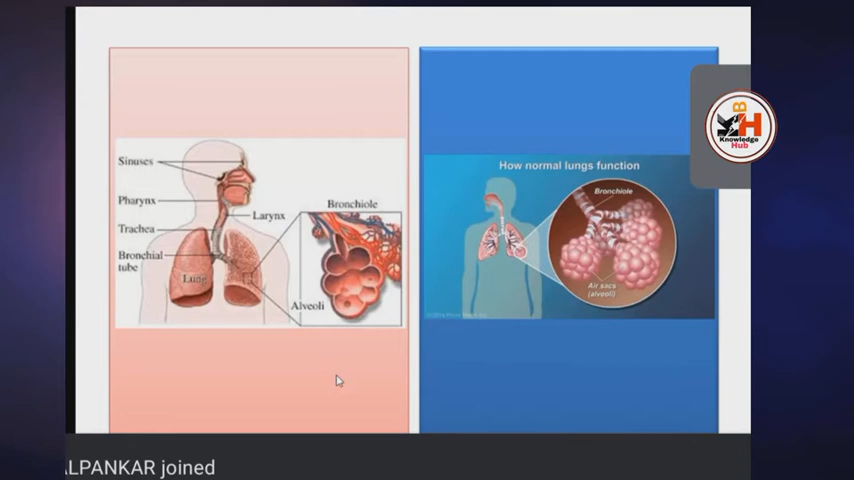 Sinuses
Pharynx
Trachea
Bronchial
tube
Larynx
Lung
Bronchiole
Alveoli
How normal lungs function
Bronchiole
Air sacs
(alveoli)
B
H
Knowledge
Hub
ALPANKAR joined